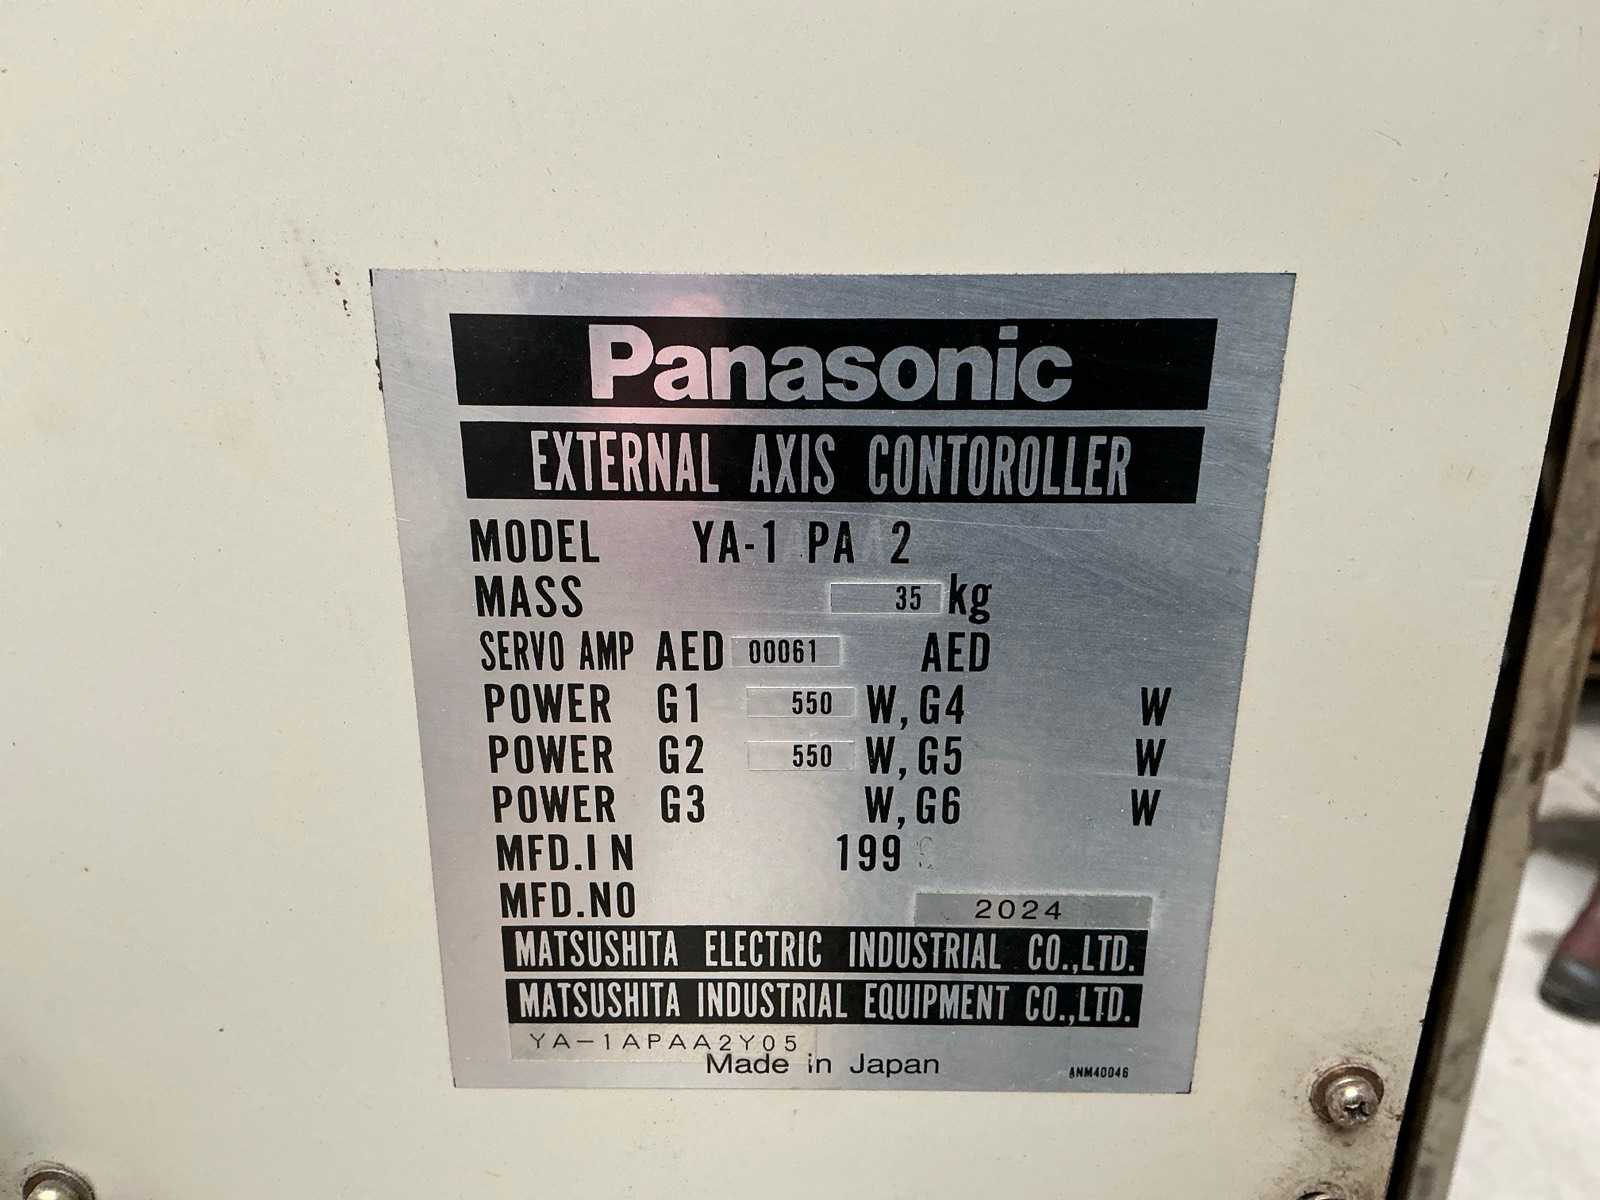 Panasonic
EXTERNAL AXIS CONTOROLLER
MODEL YA-1 PA 2
MASS 35 kg
SERVO AMP AED 00061 AED
POWER G1 550 W, G4 W
POWER G2 550 W, G5 W
POWER G3 W, G6 W
MFD.IN 199
MFD.NO 2024
MATSUSHITA ELECTRIC INDUSTRIAL CO.,LTD.
MATSUSHITA INDUSTRIAL EQUIPMENT CO.,LTD.
YA-1APAA2Y05
Made in Japan
ANM40046